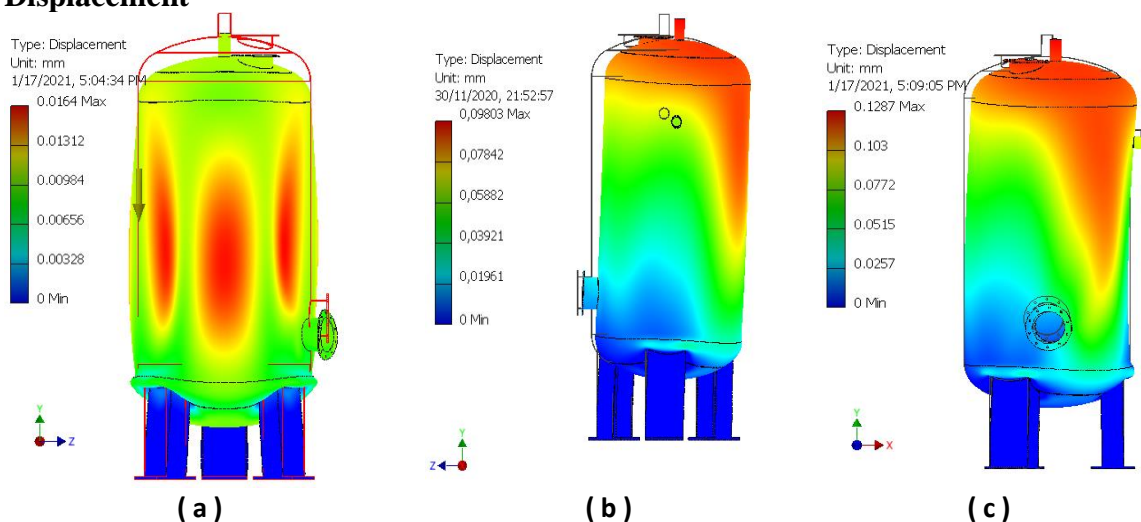 Displacement
Type: Displacement
Unit: mm
1/17/2021, 5:04:34 PM
0.0164 Max
0.01312
0.00984
0.00656
0.00328
0 Min
Y
Z
( a )
Type: Displacement
Unit: mm
30/11/2020, 21:52:57
0,09803 Max
0,07842
0,05882
0,03921
0,01961
0 Min
Y
Z
( b )
Type: Displacement
Unit: mm
1/17/2021, 5:09:05 PM
0.1287 Max
0.103
0.0772
0.0515
0.0257
0 Min
Y
X
( c )